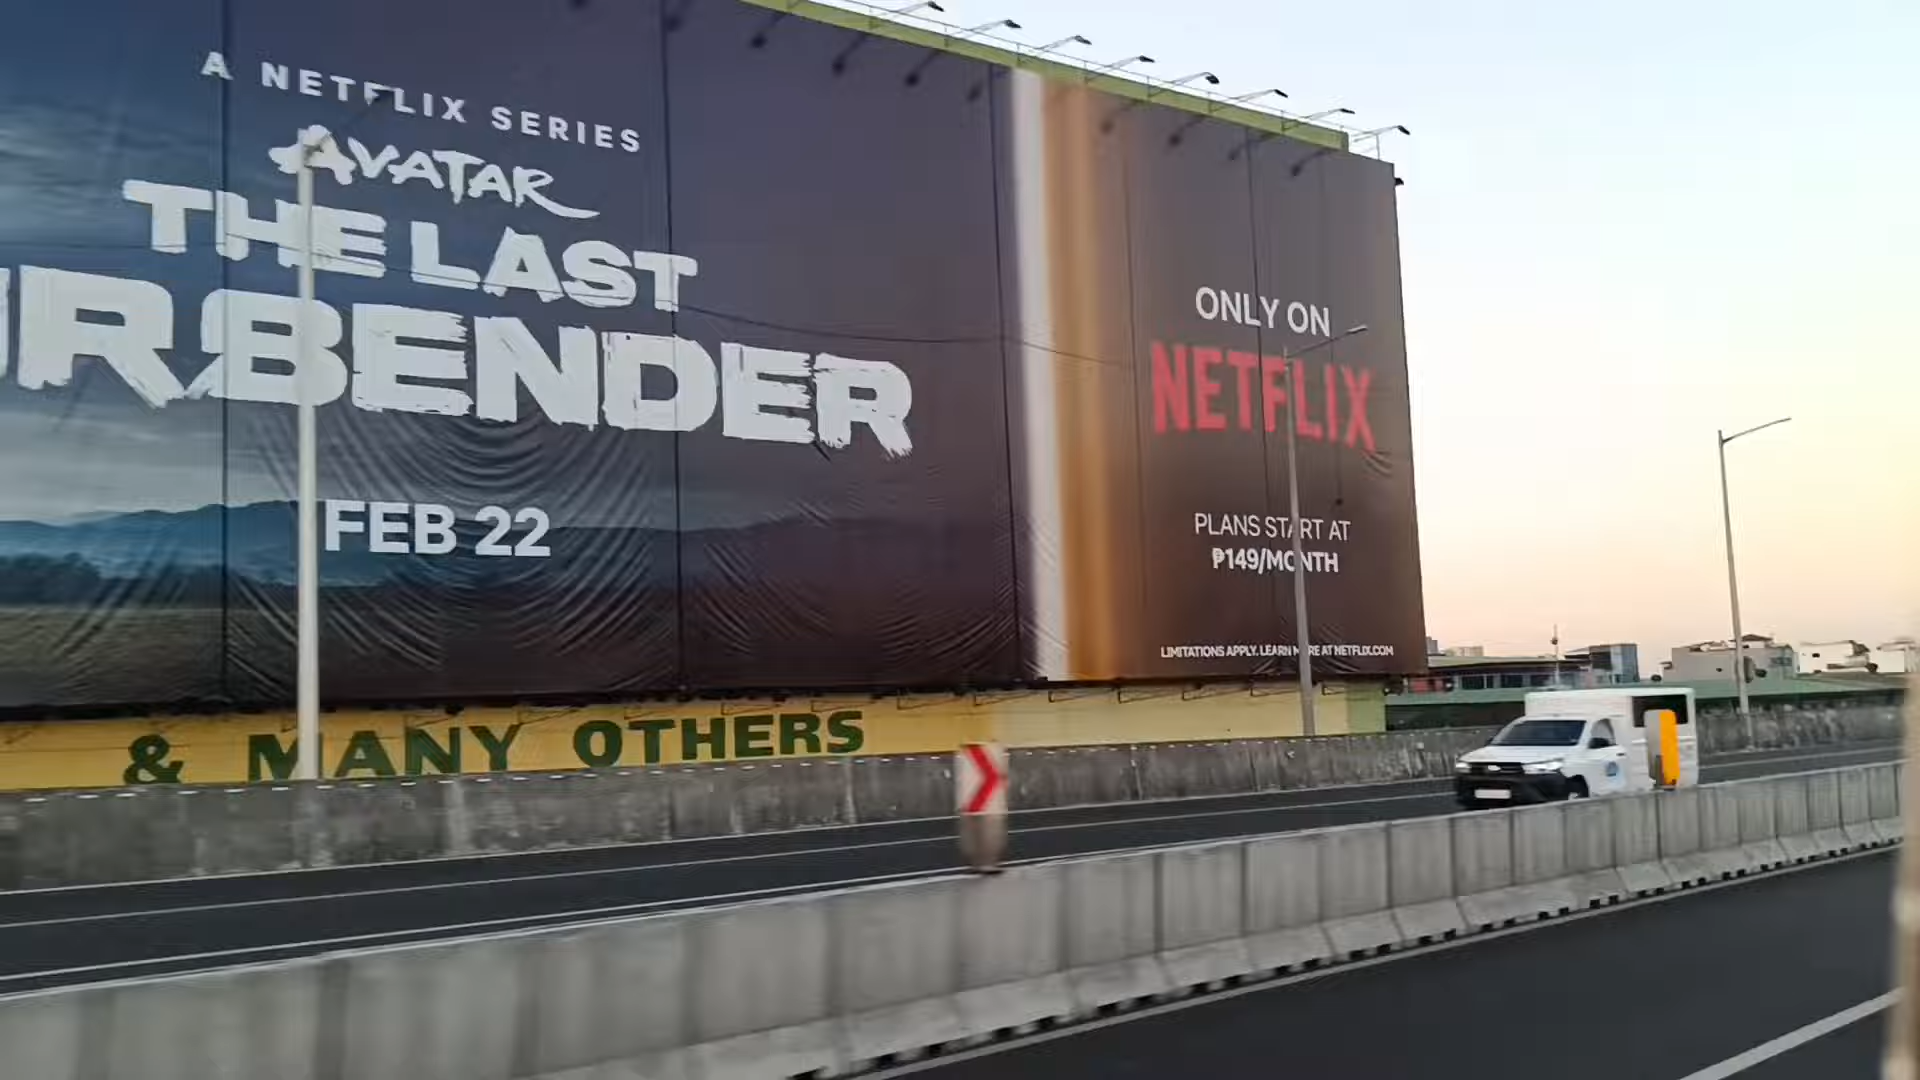 A NETFLIX SERIES
AVATAR
THE LAST
IRBENDER
FEB 22
ONLY ON
NETFLIX
PLANS START AT
₱149/MONTH
LIMITATIONS APPLY. LEARN MORE AT NETFLIX.COM
& MANY OTHERS